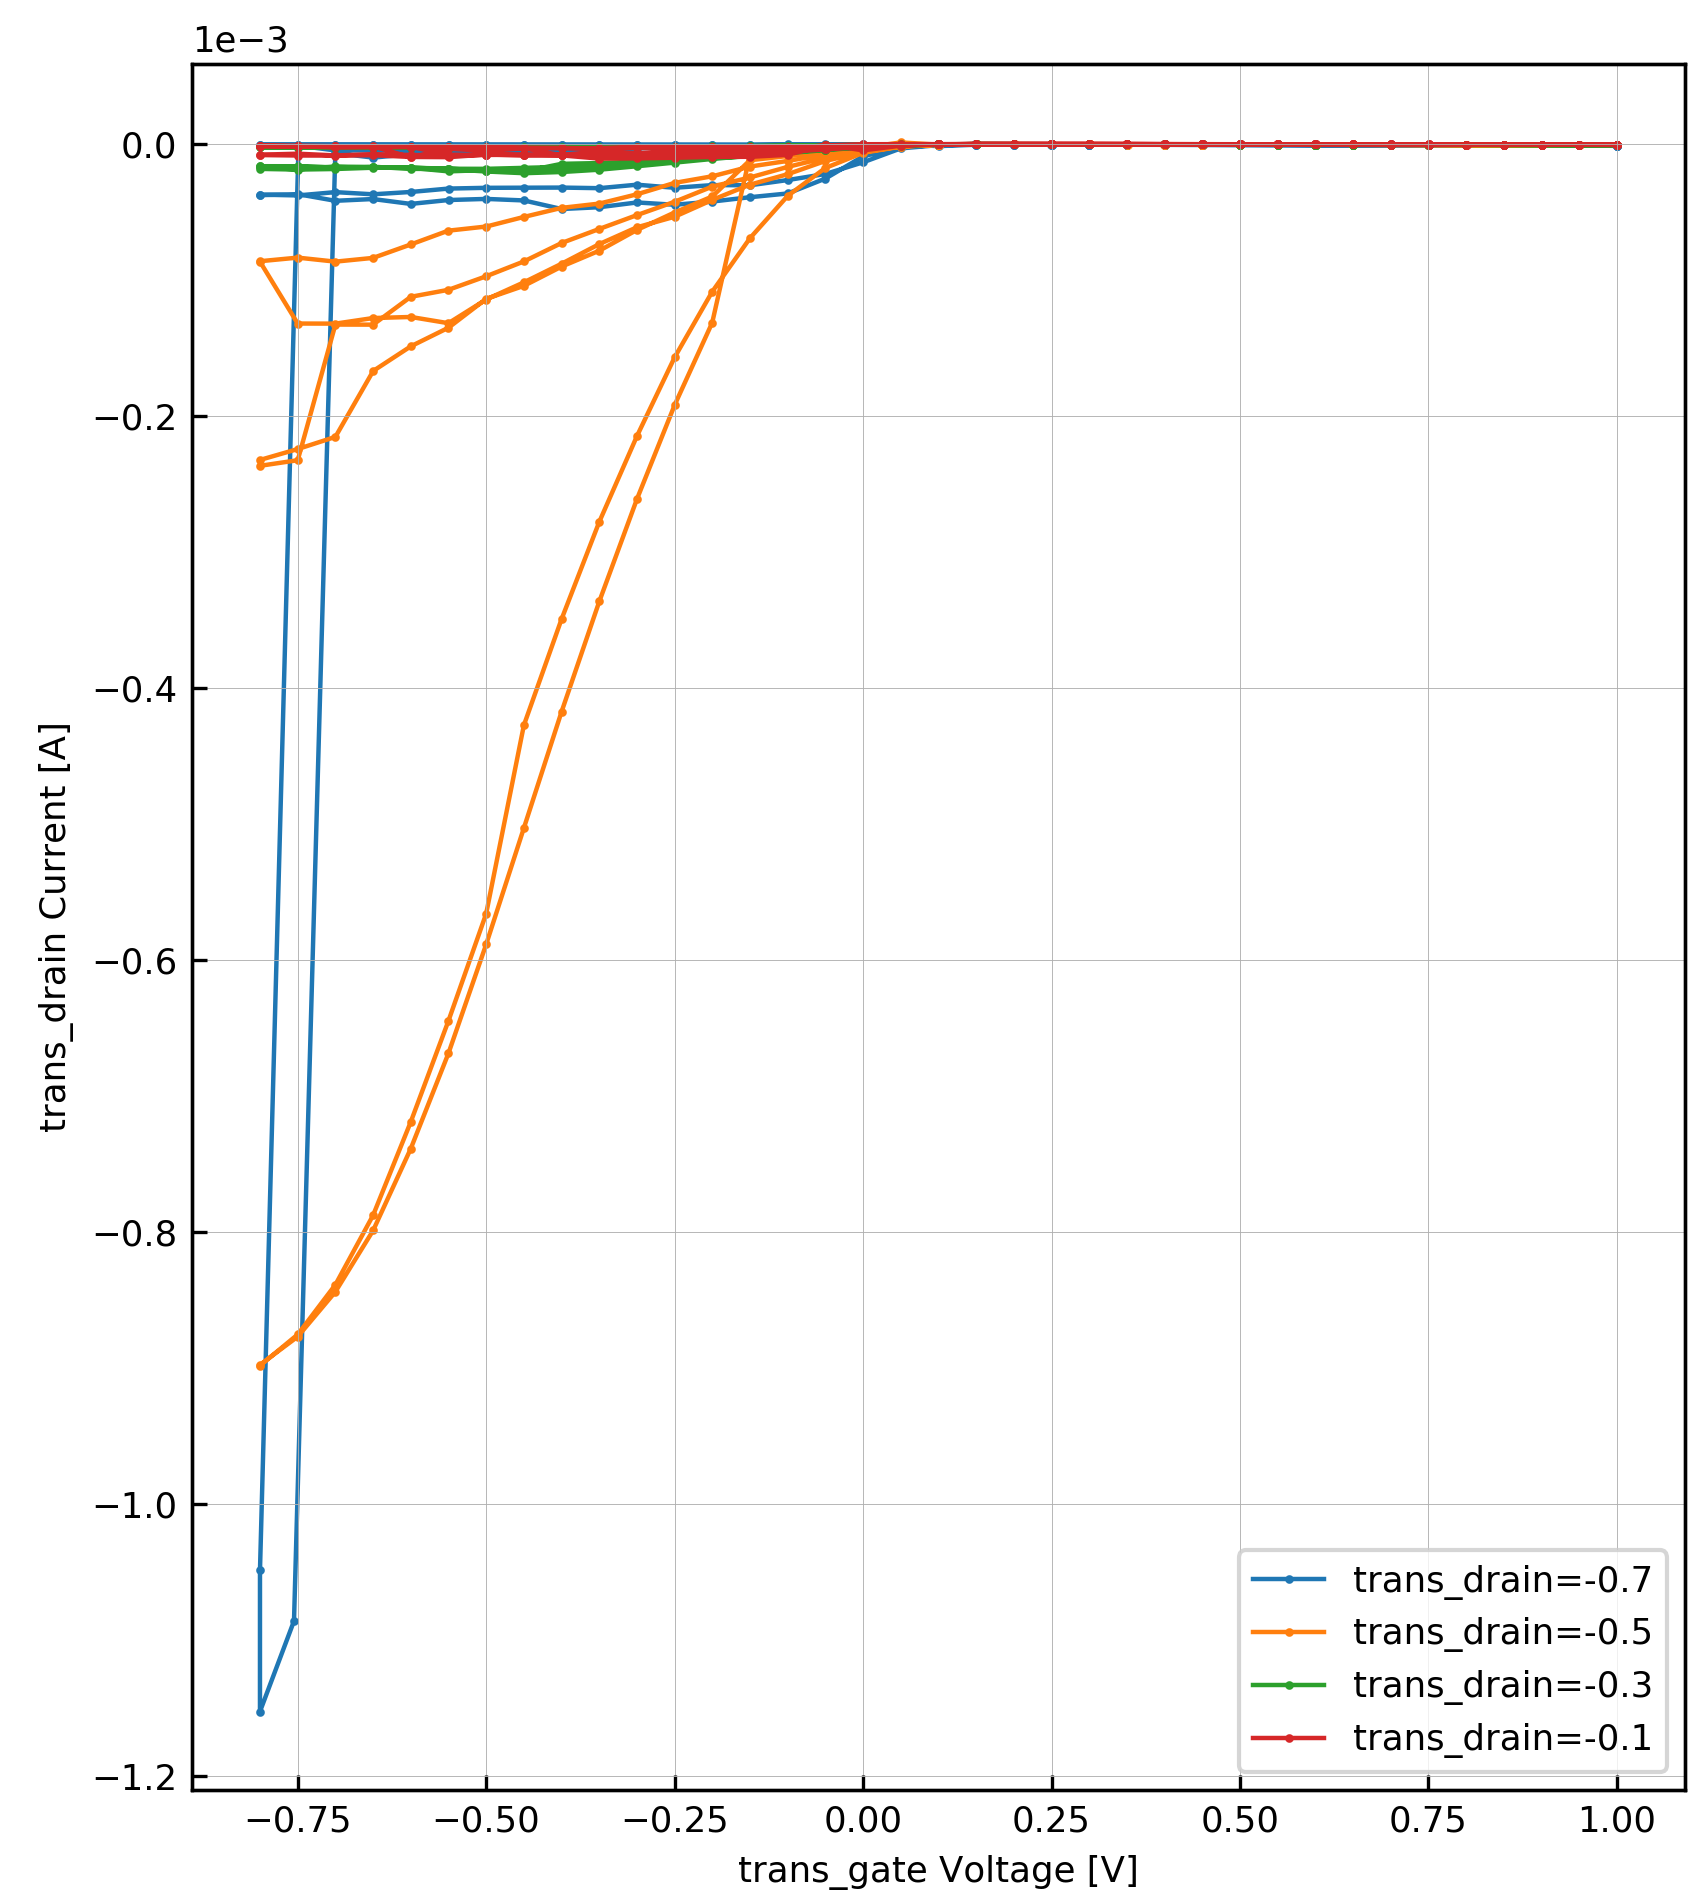 1e−3
0.0
−0.2
−0.4
−0.6
−0.8
−1.0
−1.2
trans_drain Current [A]
−0.75 −0.50 −0.25 0.00 0.25 0.50 0.75 1.00
trans_gate Voltage [V]
trans_drain=-0.7
trans_drain=-0.5
trans_drain=-0.3
trans_drain=-0.1